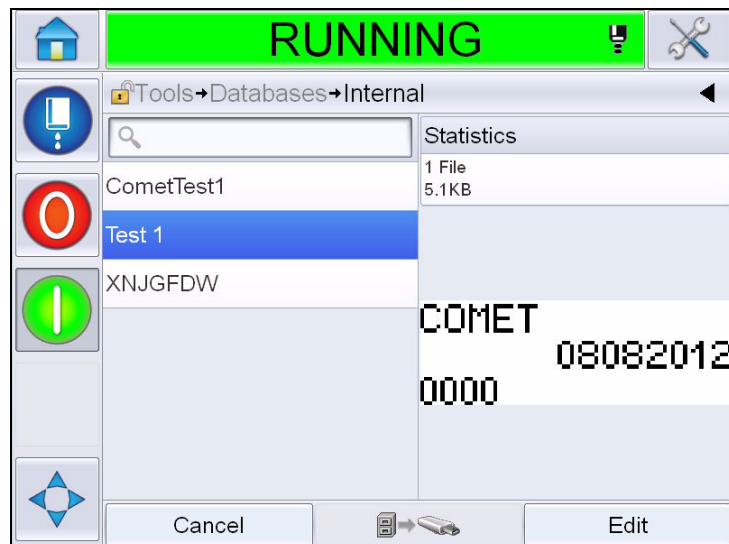 RUNNING
Tools→Databases→Internal
Statistics
1 File
5.1KB
CometTest1
Test 1
XNJGFDW
COMET
08082012
0000
Cancel
Edit